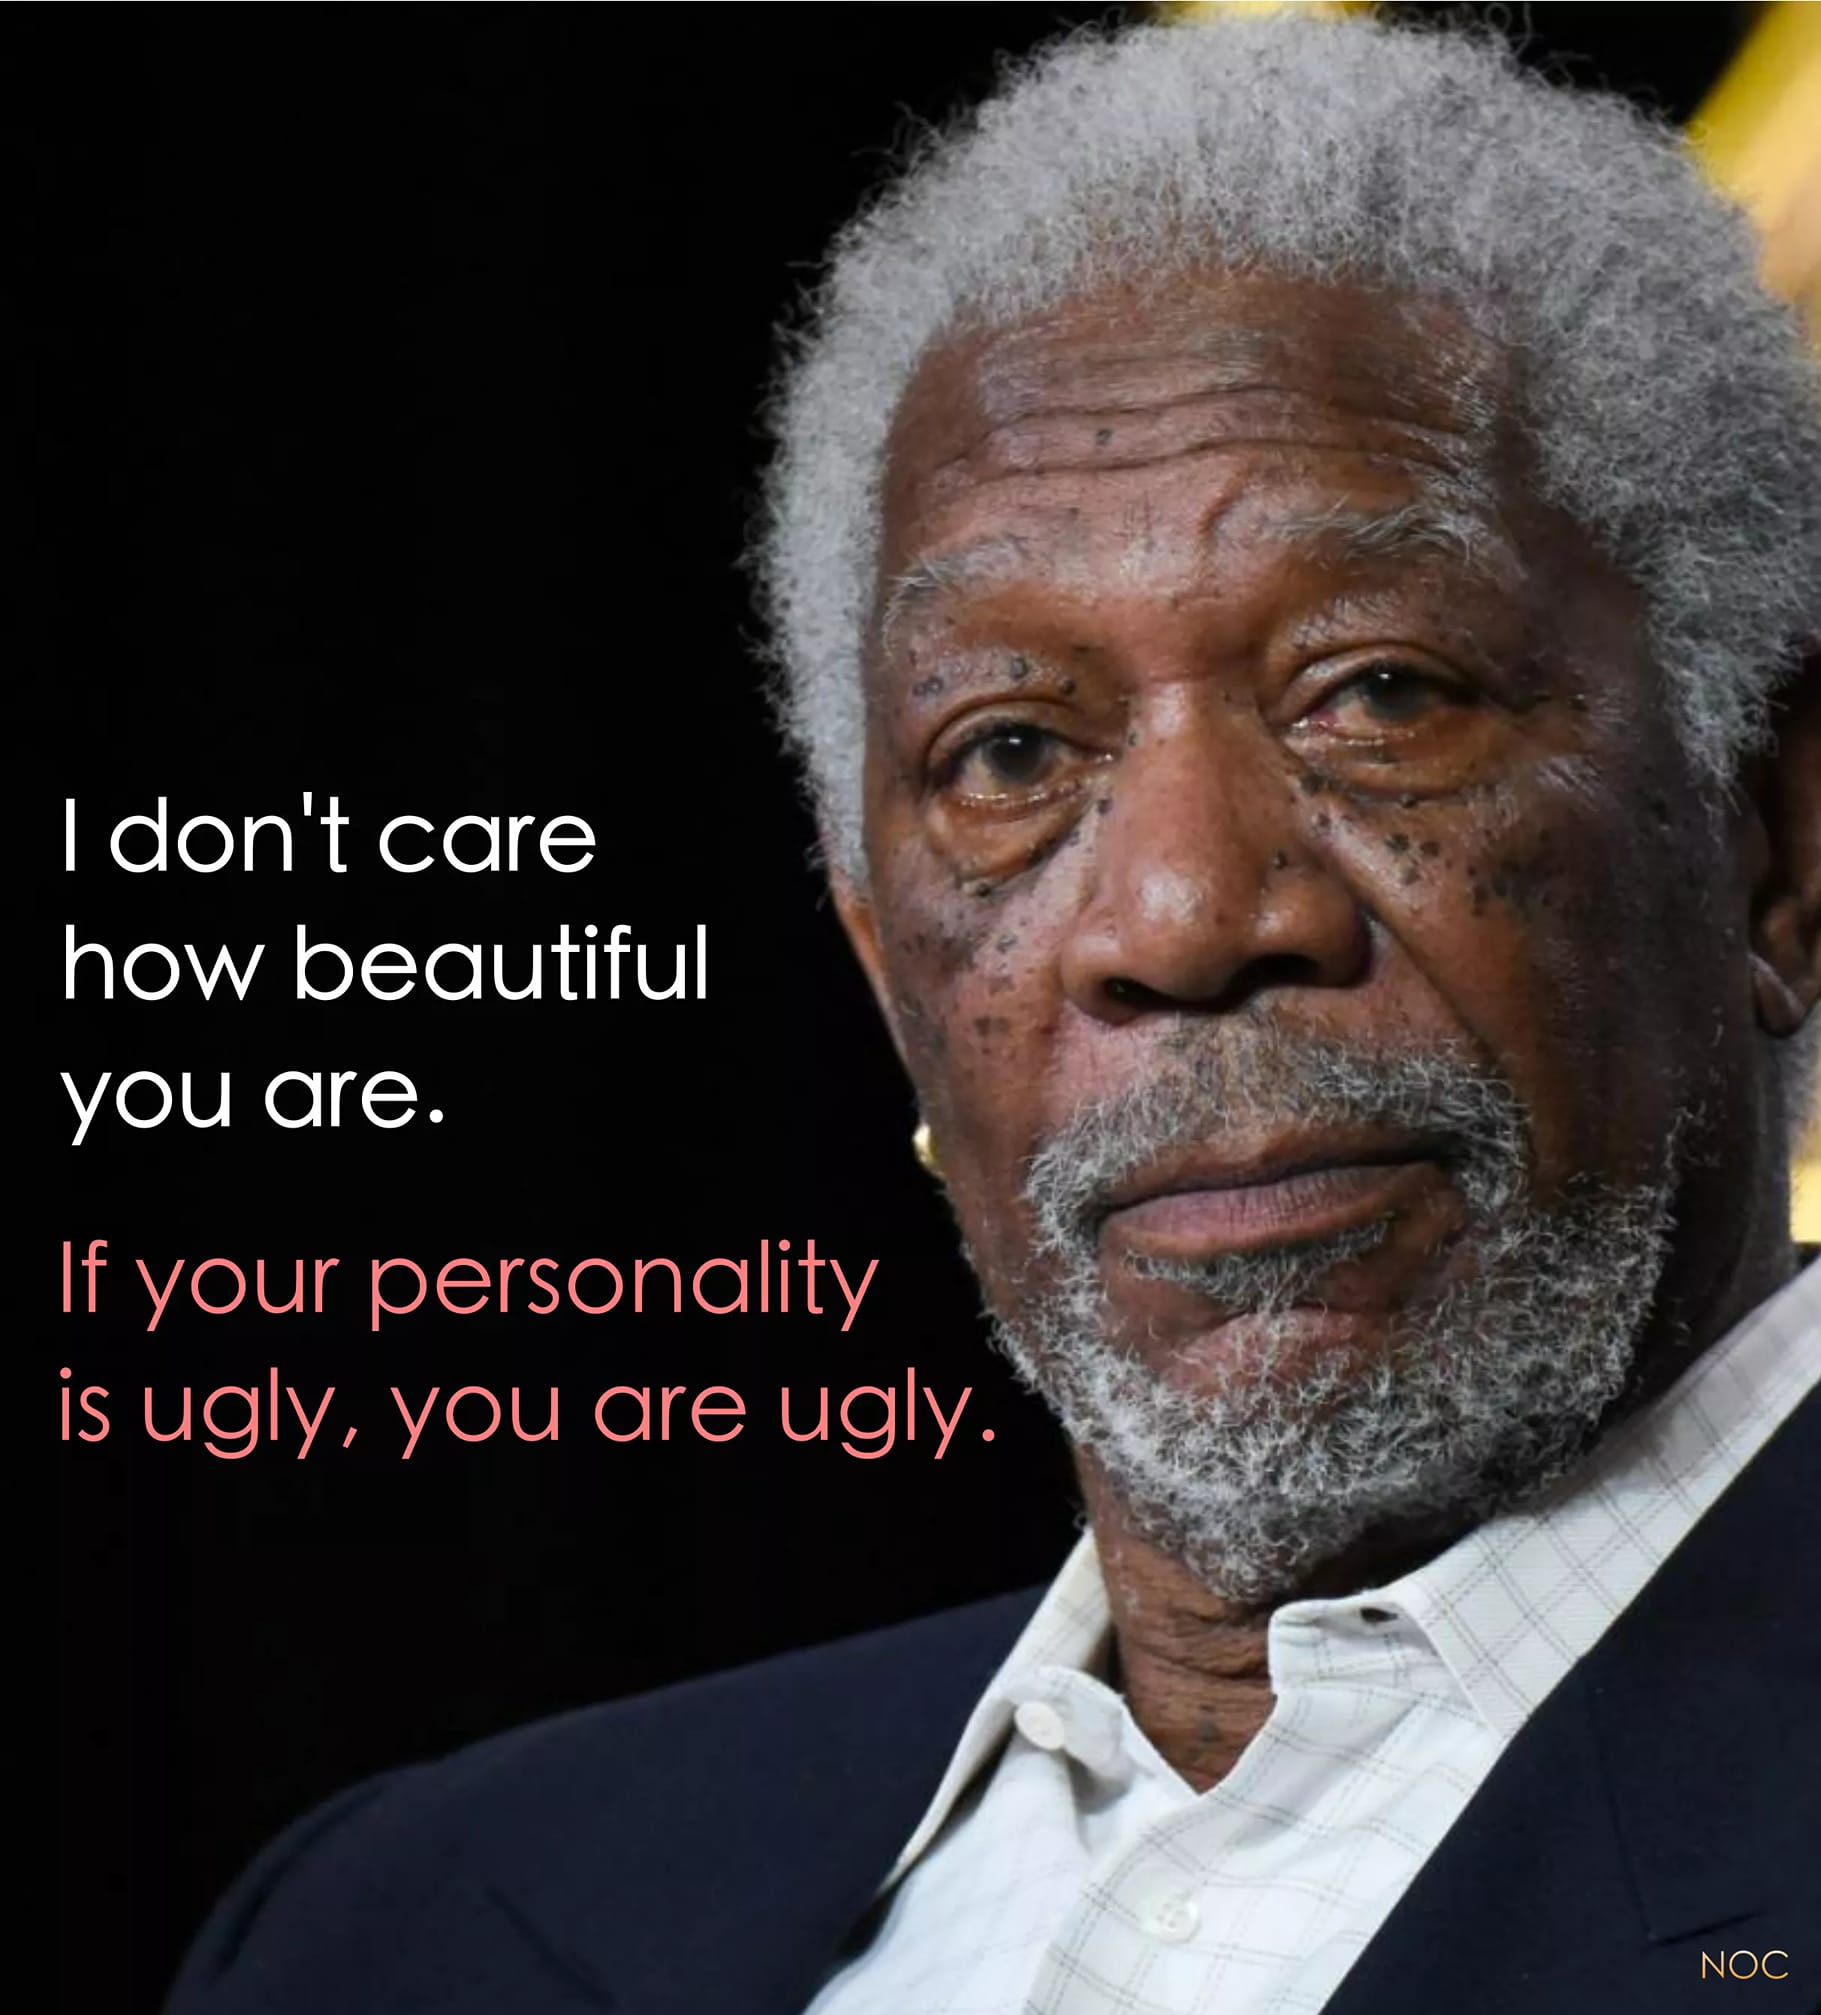 I don't care
how beautiful
you are.
If your personality
is ugly, you are ugly.
NOC